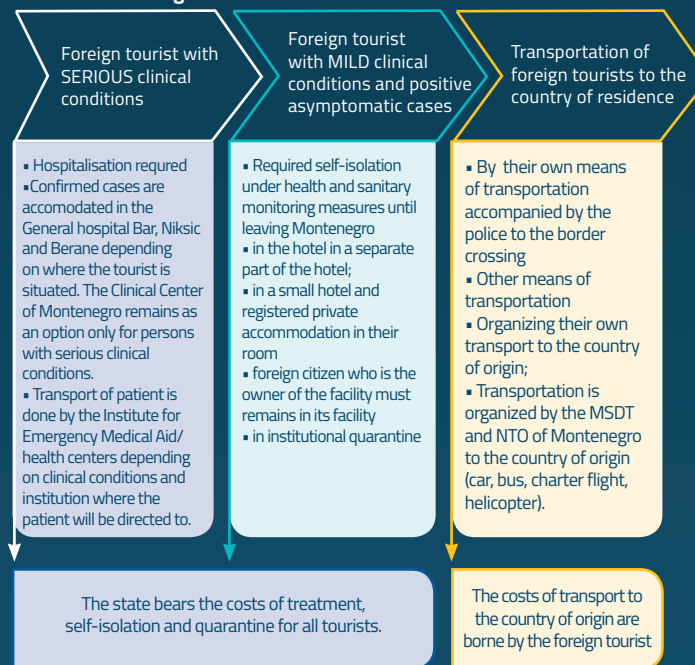 Foreign tourist with
SERIOUS clinical
conditions
▪ Hospitalisation requred
▪Confirmed cases are
accomodated in the
General hospital Bar, Niksic
and Berane depending
on where the tourist is
situated. The Clinical Center
of Montenegro remains as
an option only for persons
with serious clinical
conditions.
▪ Transport of patient is
done by the Institute for
Emergency Medical Aid/
health centers depending
on clinical conditions and
institution where the
patient will be directed to.
Foreign tourist
with MILD clinical
conditions and positive
asymptomatic cases
▪ Required self-isolation
under health and sanitary
monitoring measures until
leaving Montenegro
▪ in the hotel in a separate
part of the hotel;
▪ in a small hotel and
registered private
accommodation in their
room
▪ foreign citizen who is the
owner of the facility must
remains in its facility
▪ in institutional quarantine
Transportation of
foreign tourists to the
country of residence
▪ By their own means
of transportation
accompanied by the
police to the border
crossing
▪ Other means of
transportation
▪ Organizing their own
transport to the country
of origin;
▪ Transportation is
organized by the MSDT
and NTO of Montenegro
to the country of origin
(car, bus, charter flight,
helicopter).
The state bears the costs of treatment,
self-isolation and quarantine for all tourists.
The costs of transport to
the country of origin are
borne by the foreign tourist